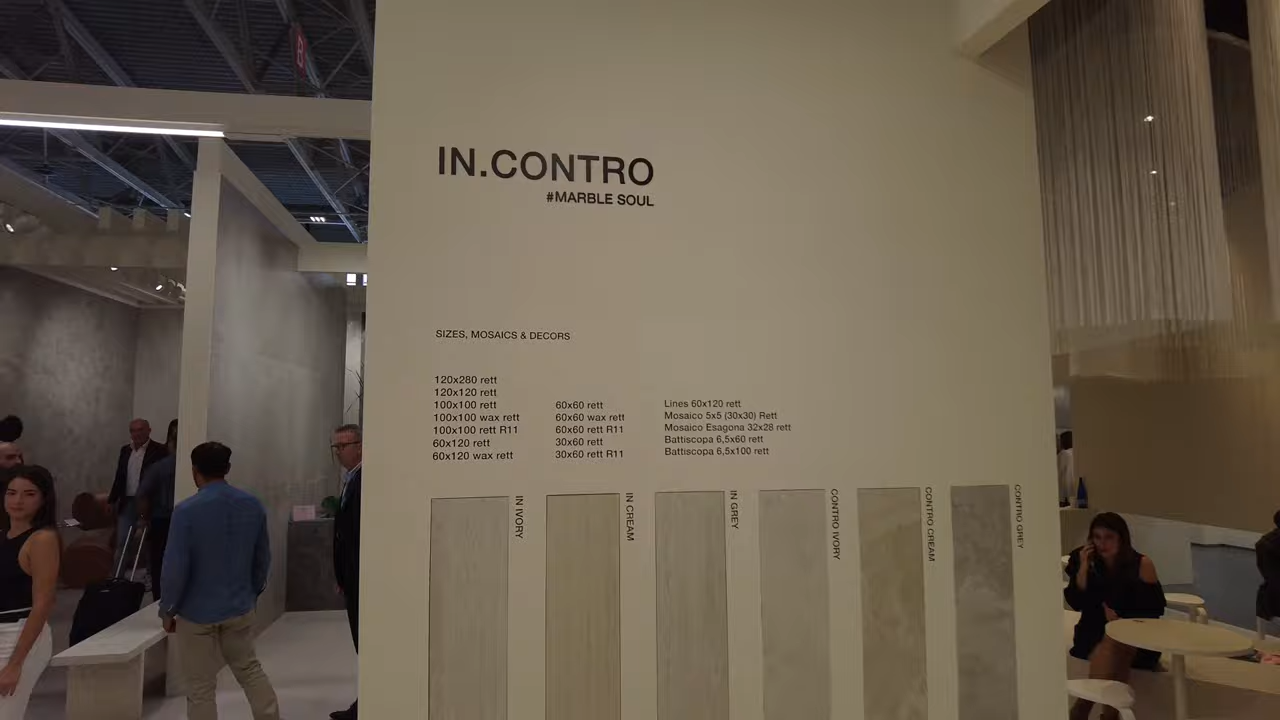 IN.CONTRO
#MARBLE SOUL
SIZES, MOSAICS & DECORS
120x280 rett
120x120 rett
100x100 rett
100x100 wax rett
100x100 rett R11
60x120 rett
60x120 wax rett
60x60 rett
60x60 wax rett
60x60 rett R11
30x60 rett
30x60 rett R11
Lines 60x120 rett
Mosaico 5x5 (30x30) Rett
Mosaico Esagona 32x28 rett
Battiscopa 6,5x60 rett
Battiscopa 6,5x100 rett
IN IVORY
IN CREAM
IN GREY
CONTRO IVORY
CONTRO CREAM
CONTRO GREY